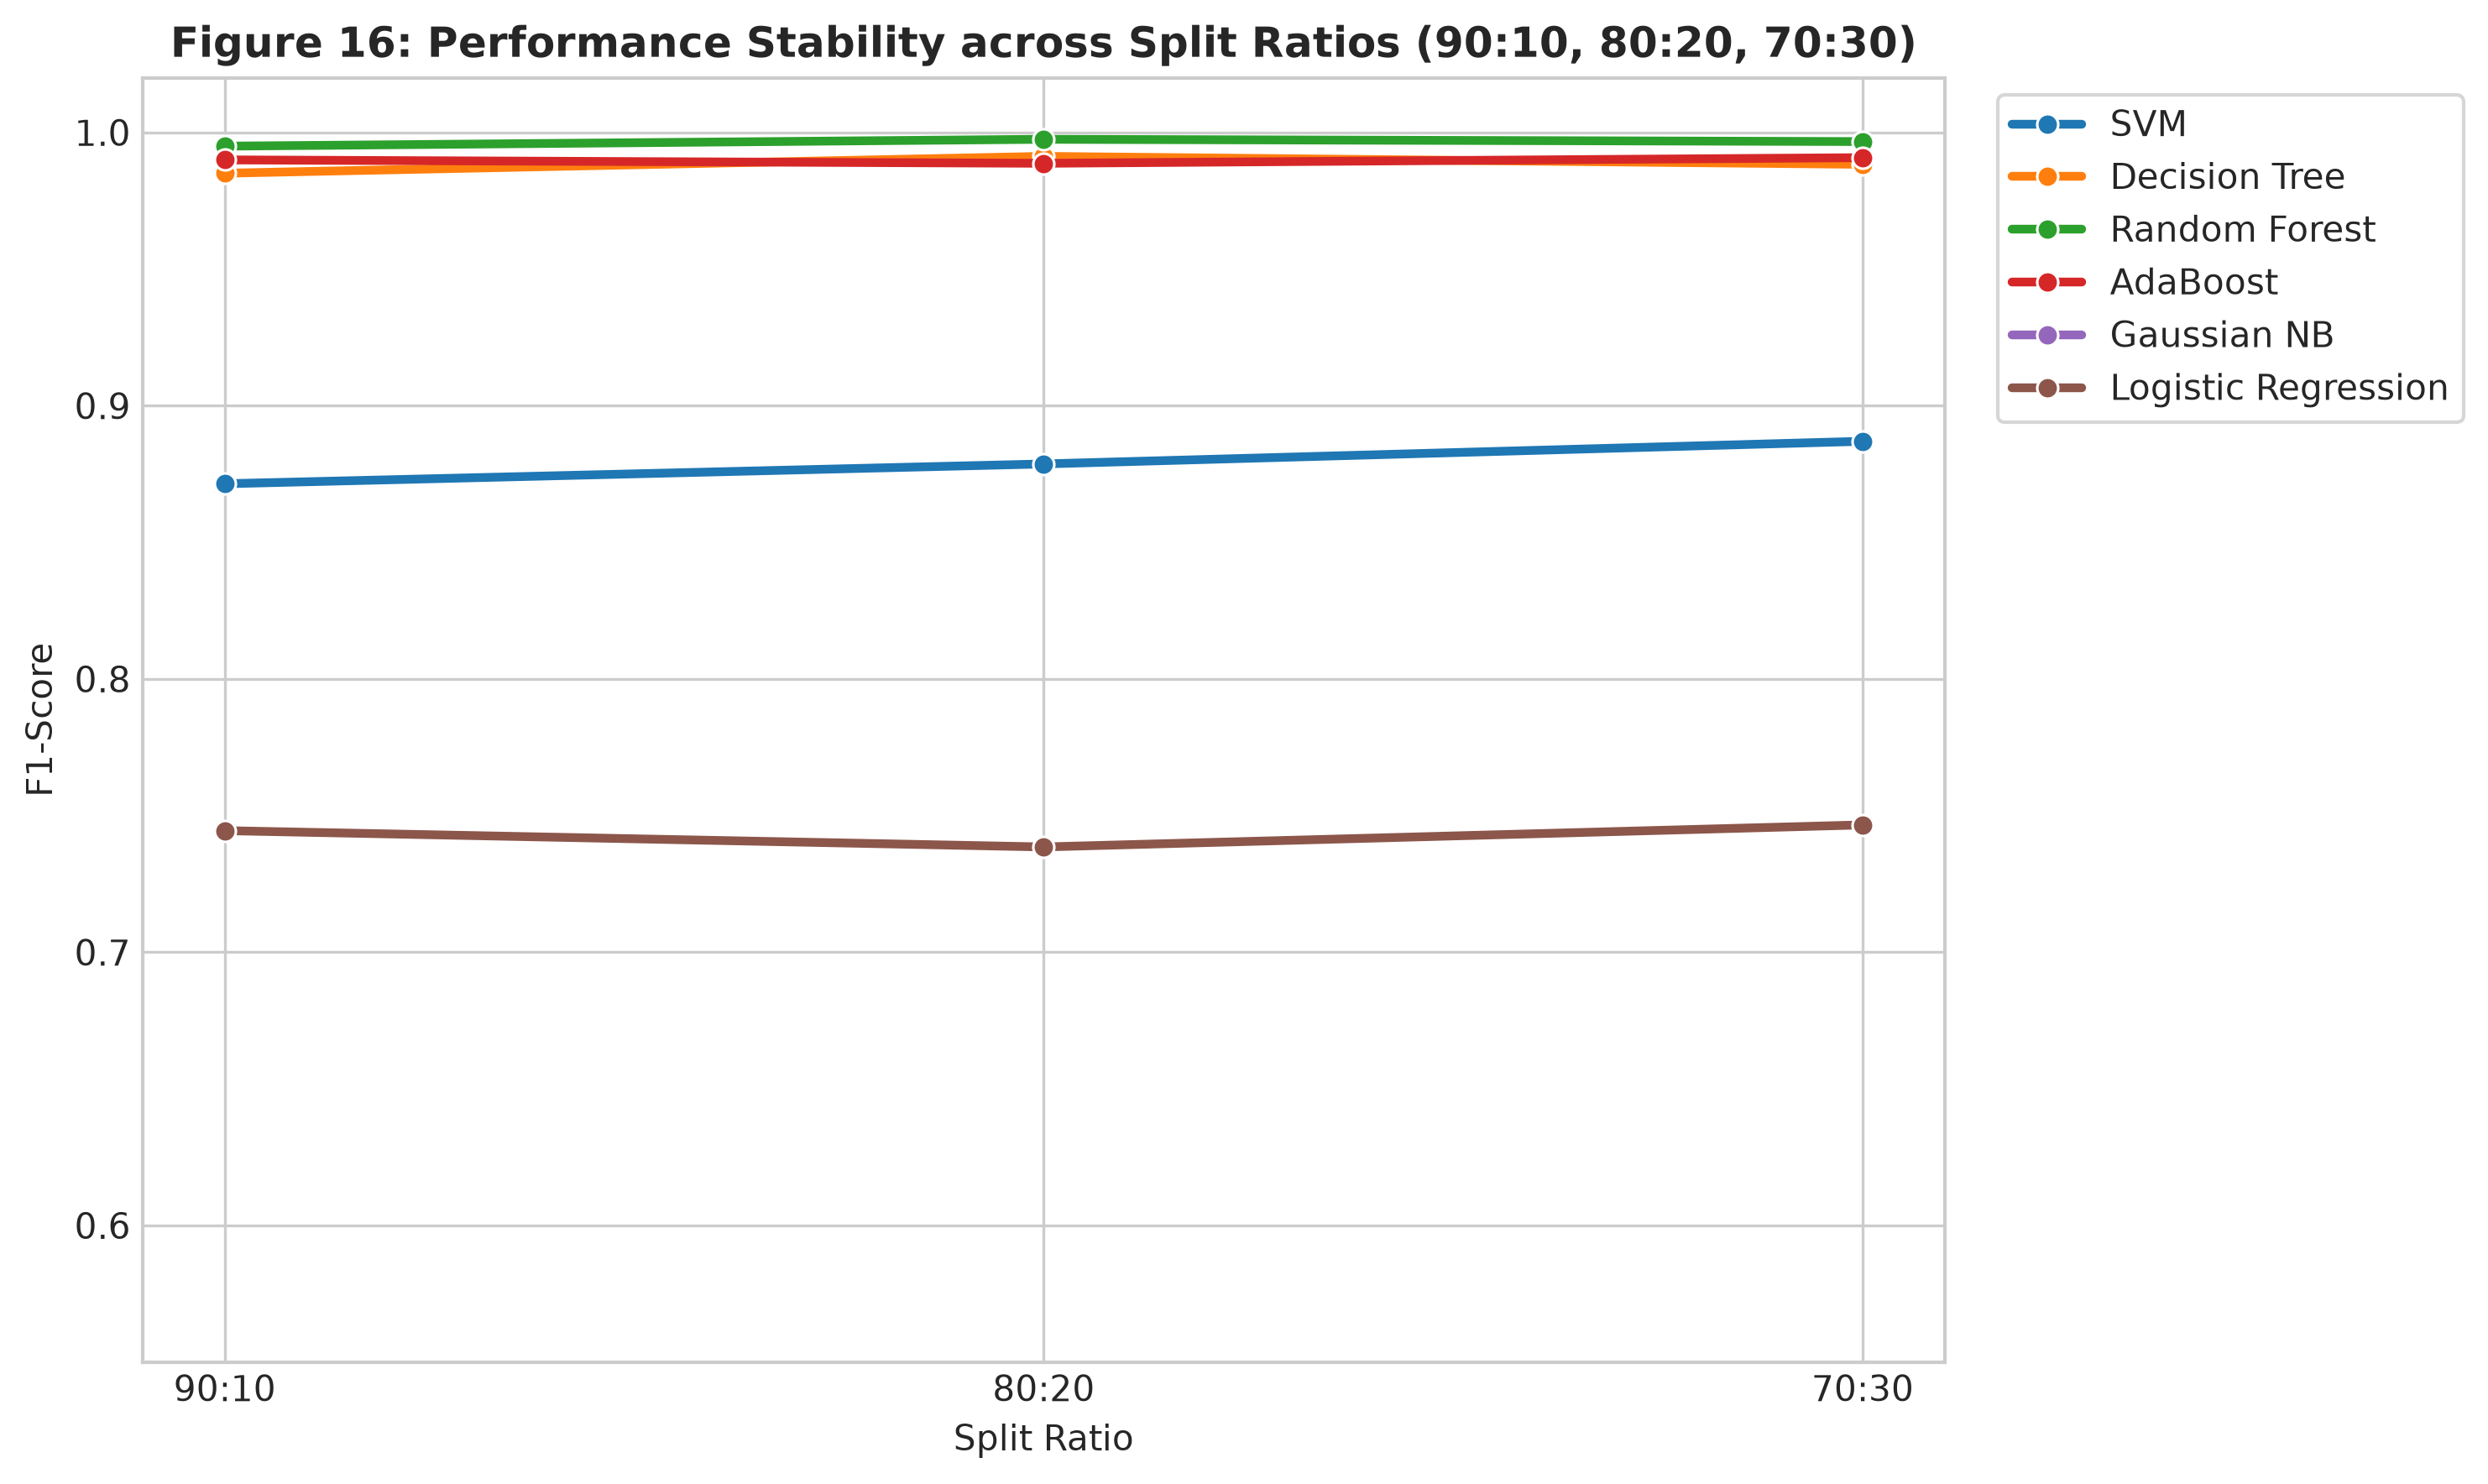 Figure 16: Performance Stability across Split Ratios (90:10, 80:20, 70:30)
1.0
0.9
0.8
0.7
0.6
F1-Score
90:10
80:20
70:30
Split Ratio
SVM
Decision Tree
Random Forest
AdaBoost
Gaussian NB
Logistic Regression